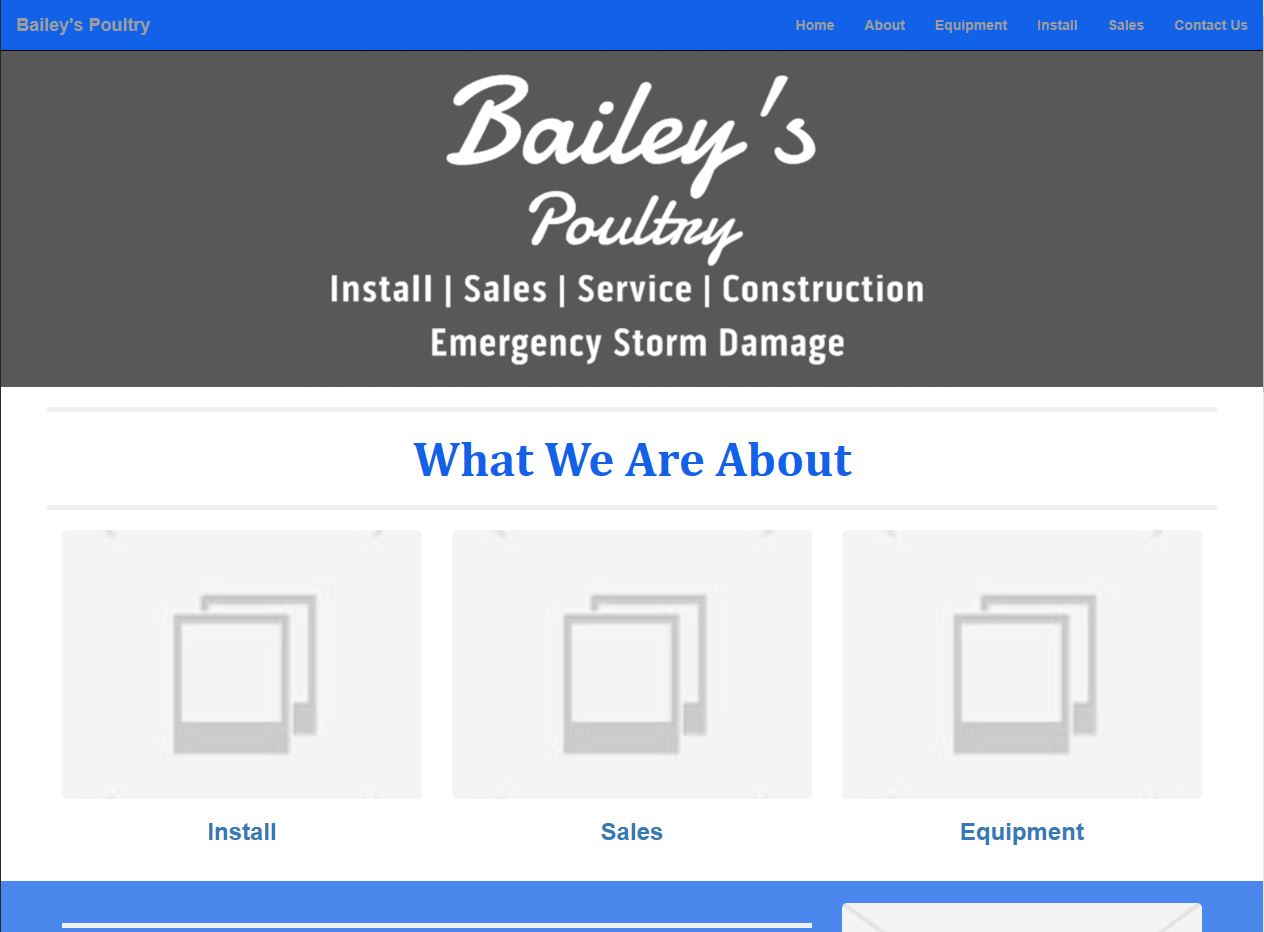 Bailey's Poultry
Home About Equipment Install Sales Contact Us
Bailey's
Poultry
Install | Sales | Service | Construction
Emergency Storm Damage
What We Are About
Install Sales Equipment